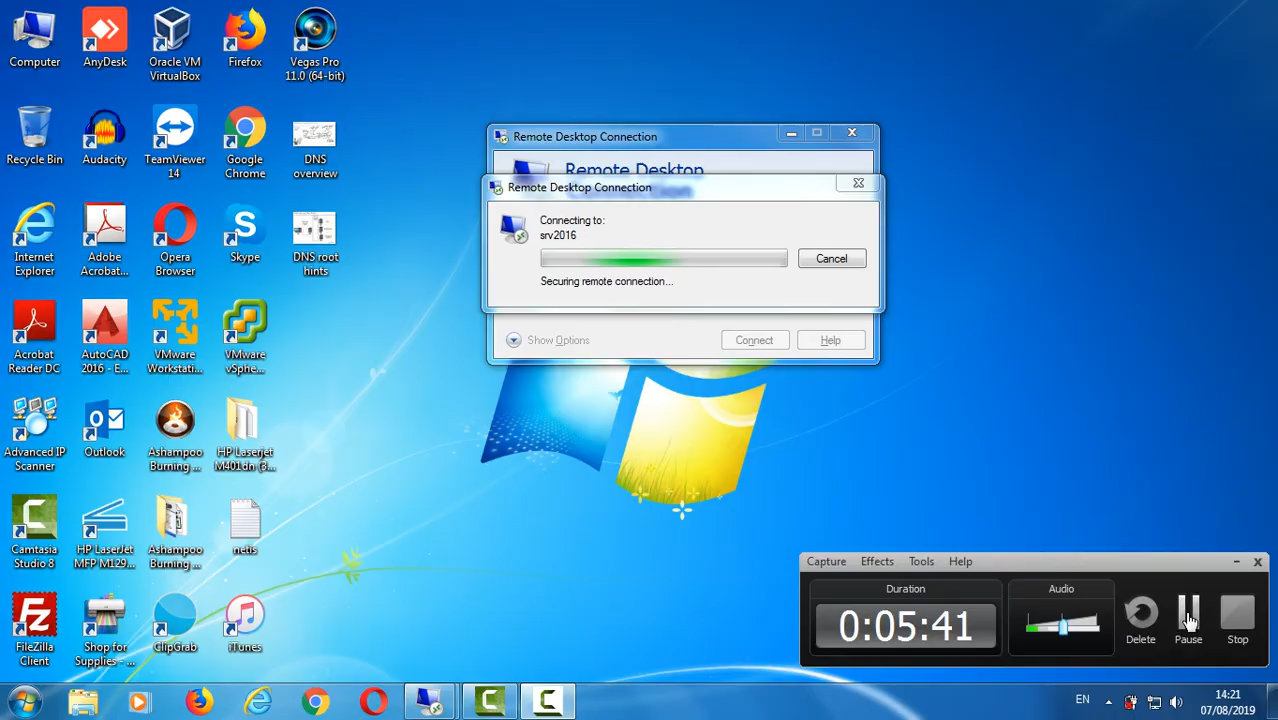 Computer
AnyDesk
Oracle VM
VirtualBox
Firefox
Vegas Pro
11.0 (64-bit)
Recycle Bin
Audacity
TeamViewer
14
Google
Chrome
DNS
overview
Internet
Explorer
Adobe
Acrobat...
Opera
Browser
Skype
DNS root
hints
Acrobat
Reader DC
AutoCAD
2016 - E...
VMware
Workstati...
VMware
vSphe...
Advanced IP
Scanner
Outlook
Ashampoo
Burning ...
HP Laserjet
M401dn (3...
Camtasia
Studio 8
HP LaserJet
MFP M129...
Ashampoo
Burning ...
netis
FileZilla
Client
Shop for
Supplies - ...
ClipGrab
iTunes
Remote Desktop Connection
Remote Desktop
Connection
Remote Desktop Connection
Connecting to:
srv2016
Cancel
Securing remote connection...
Show Options
Connect
Help
Capture Effects Tools Help
Duration
0:05:41
Audio
Delete
Pause
Stop
EN
14:21
07/08/2019